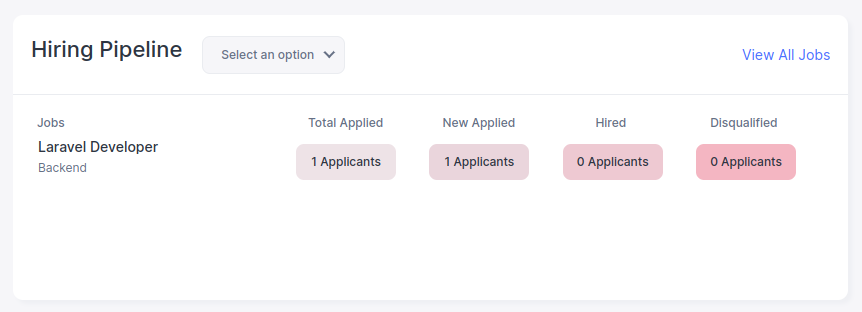 Hiring Pipeline
Select an option
View All Jobs
Jobs Total Applied New Applied Hired Disqualified
Laravel Developer
Backend
1 Applicants 1 Applicants 0 Applicants 0 Applicants